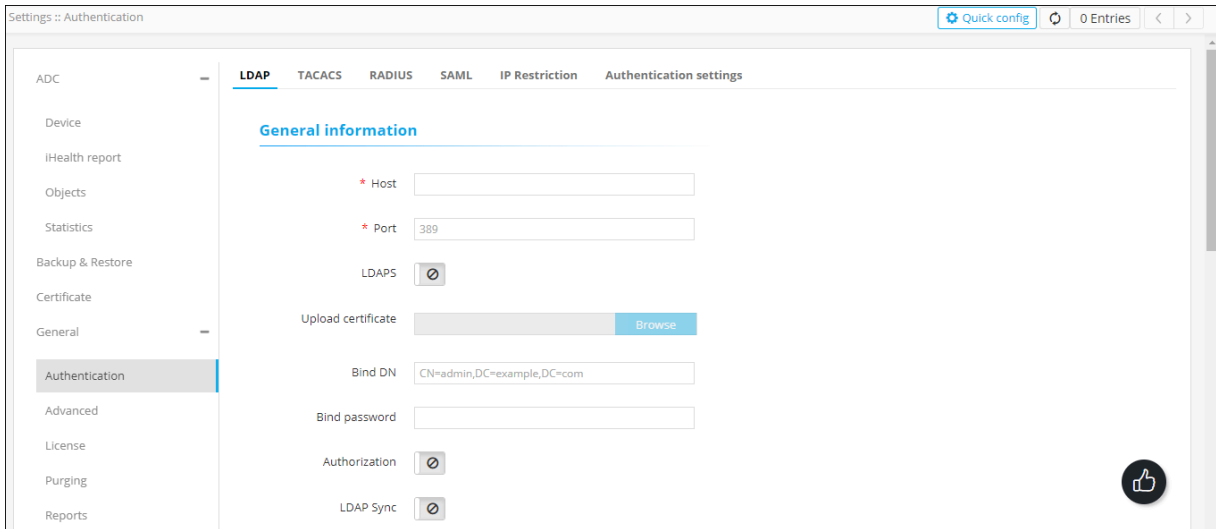 Settings :: Authentication
Quick config
0 Entries
ADC
Device
iHealth report
Objects
Statistics
Backup & Restore
Certificate
General
Authentication
Advanced
License
Purging
Reports
LDAP TACACS RADIUS SAML IP Restriction Authentication settings
General information
* Host
* Port 389
LDAPS
Upload certificate Browse
Bind DN CN=admin,DC=example,DC=com
Bind password
Authorization
LDAP Sync